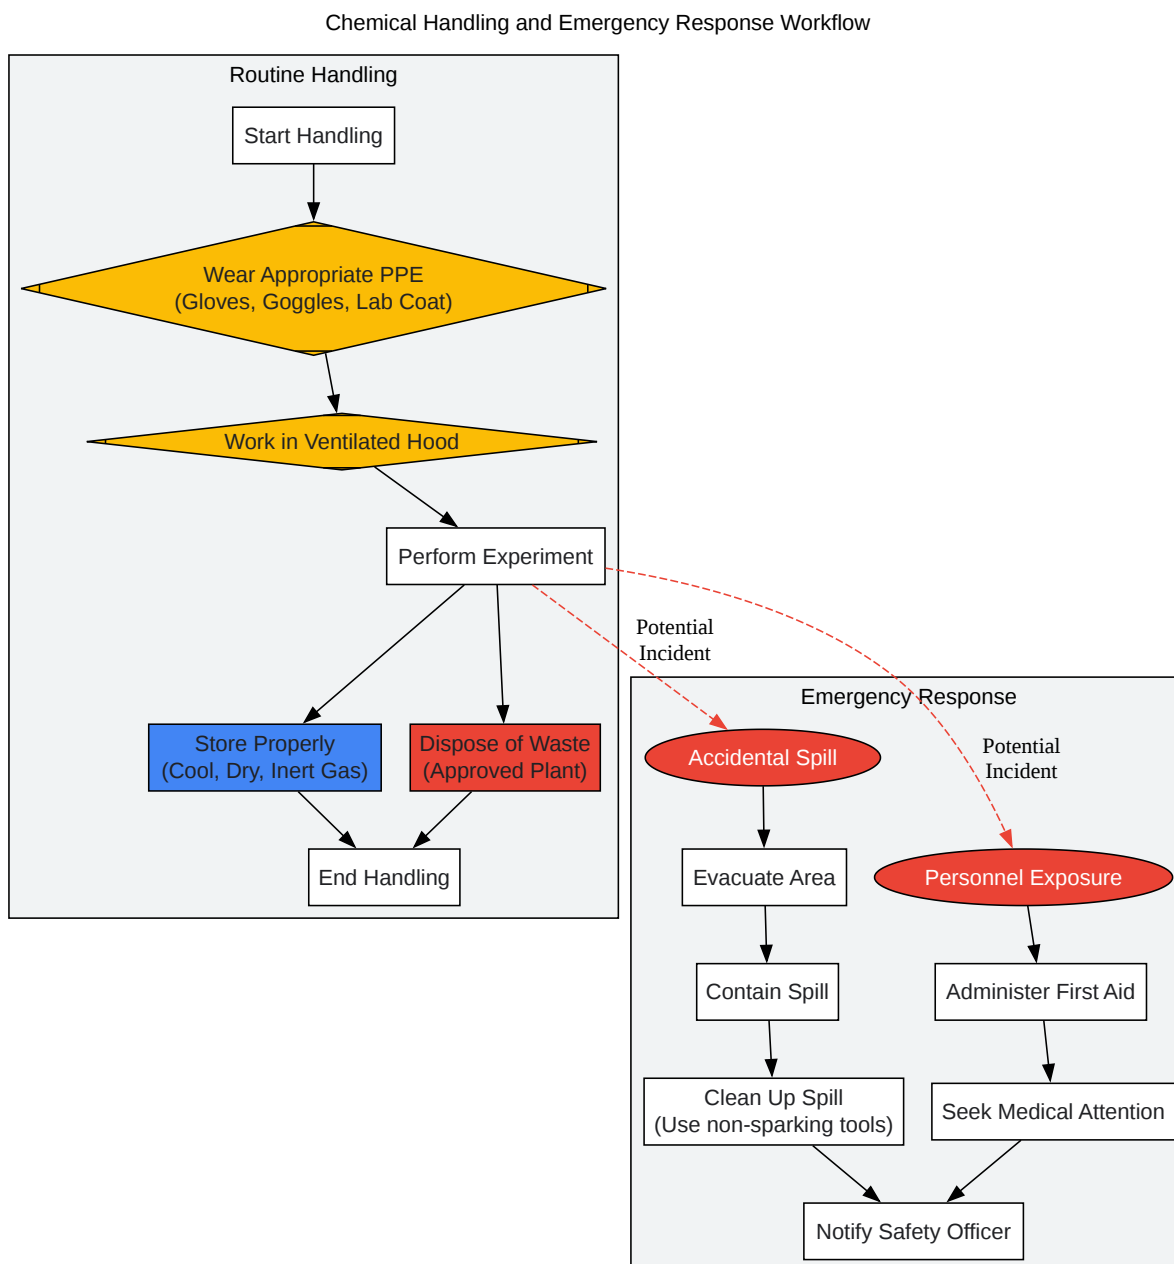 Chemical Handling and Emergency Response Workflow
Routine Handling
Start Handling
Wear Appropriate PPE
(Gloves, Goggles, Lab Coat)
Work in Ventilated Hood
Perform Experiment
Potential
Incident
Store Properly
(Cool, Dry, Inert Gas)
Dispose of Waste
(Approved Plant)
End Handling
Emergency Response
Accidental Spill
Potential
Incident
Evacuate Area
Personnel Exposure
Contain Spill
Administer First Aid
Clean Up Spill
(Use non-sparking tools)
Seek Medical Attention
Notify Safety Officer